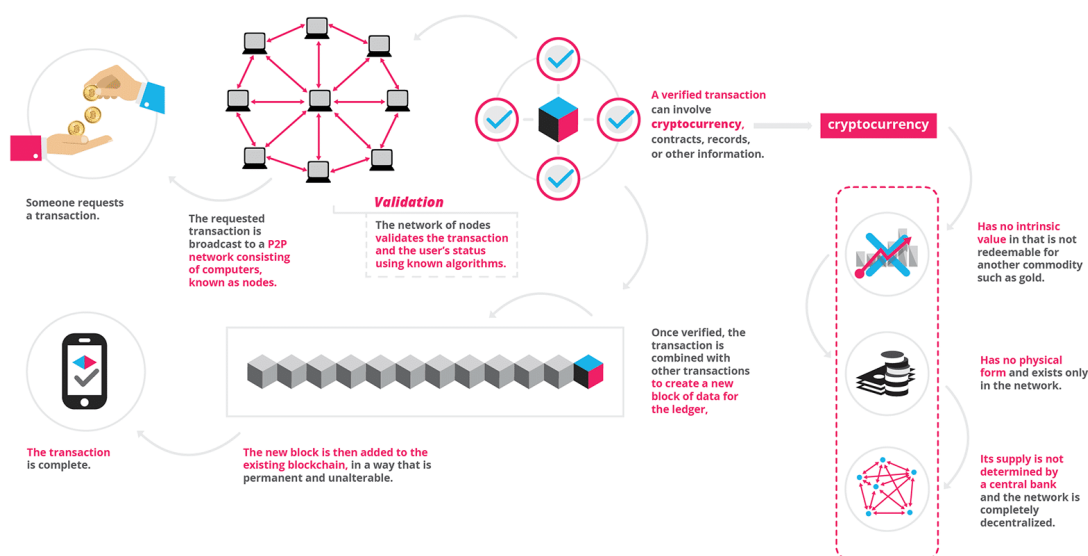 Someone requests
a transaction.
The requested
transaction is
broadcast to a P2P
network consisting
of computers,
known as nodes.
Validation
The network of nodes
validates the transaction
and the user's status
using known algorithms.
A verified transaction
can involve
cryptocurrency,
contracts, records,
or other information.
cryptocurrency
Has no intrinsic
value in that is not
redeemable for
another commodity
such as gold.
Has no physical
form and exists only
in the network.
Its supply is not
determined by
a central bank
and the network is
completely
decentralized.
Once verified, the
transaction is
combined with
other transactions
to create a new
block of data for
the ledger,
The new block is then added to the
existing blockchain, in a way that is
permanent and unalterable.
The transaction
is complete.